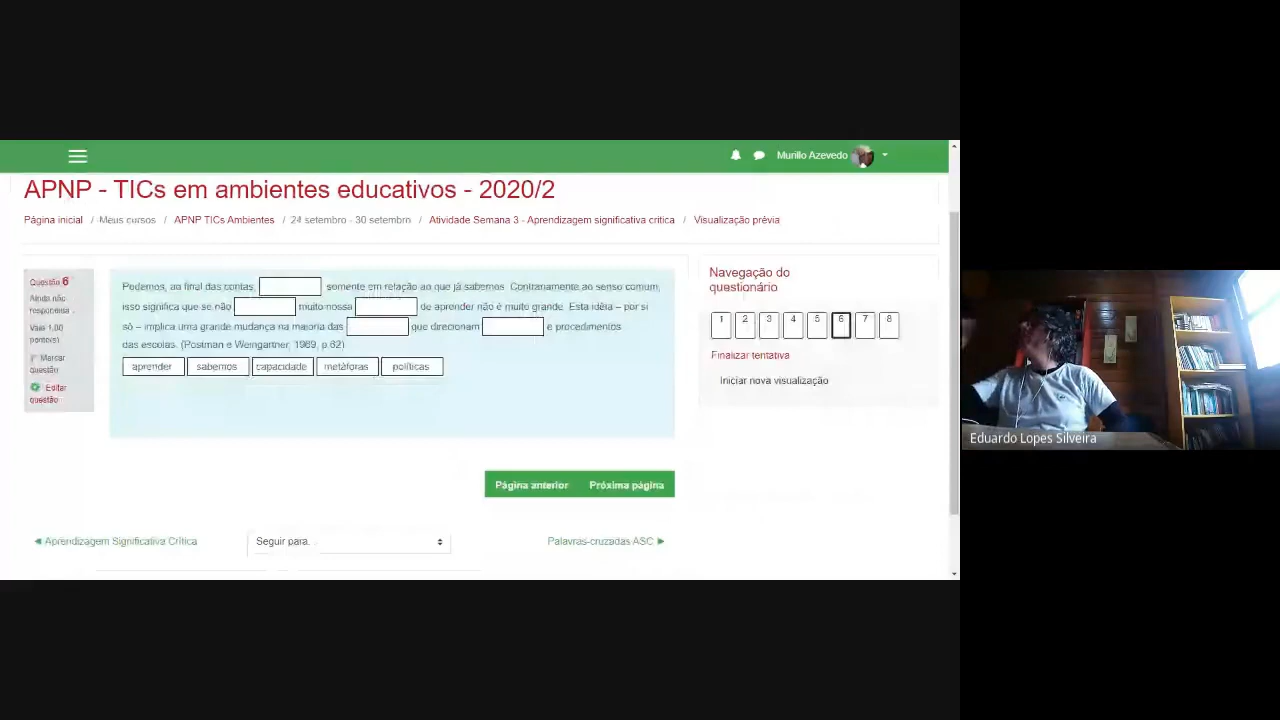 Murillo Azevedo
APNP - TICs em ambientes educativos - 2020/2
Página inicial / Meus cursos / APNP TICs Ambientes / 24 setembro - 30 setembro / Atividade Semana 3 - Aprendizagem significativa crítica / Visualização prévia
Questão 6
Ainda não
respondida
Vale 1,00
ponto(s).
Marcar
questão
Editar
questão
Podemos, ao final das contas, somente em relação ao que já sabemos. Contrariamente ao senso comum,
isso significa que se não muito nossa de aprender não é muito grande. Esta idéia – por si
só – implica uma grande mudança na maioria das que direcionam e procedimentos
das escolas. (Postman e Weingartner, 1969, p.62)
aprender sabemos capacidade metáforas políticas
Navegação do
questionário
1 2 3 4 5 6 7 8
Finalizar tentativa
Iniciar nova visualização
Página anterior Próxima página
◄ Aprendizagem Significativa Crítica
Seguir para...
Palavras-cruzadas ASC ►
Eduardo Lopes Silveira